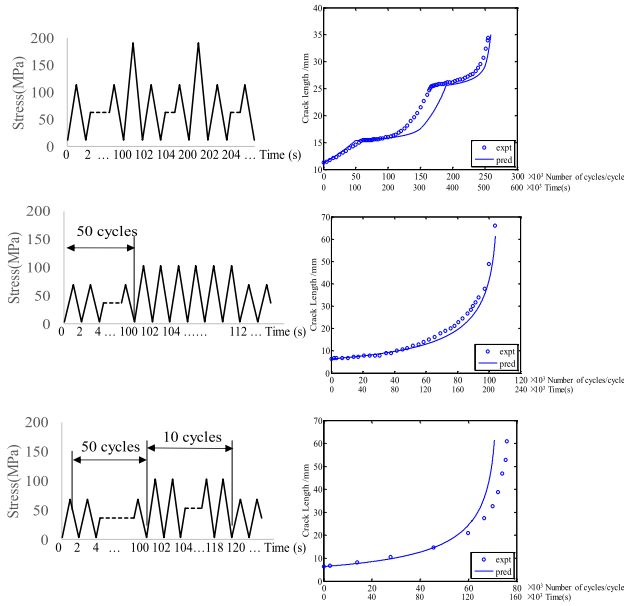 Stress(MPa)
200
150
100
50
0
0 2 … 100 102 104 200 202 204 … Time (s)
Crack length /mm
40
35
30
25
20
15
10
expt
pred
0 50 100 150 200 250 300 ×10³ Number of cycles/cycle
0 100 200 300 400 500 600 ×10³ Time(s)
Stress(MPa)
200
150
100
50
0
50 cycles
0 2 4 … 100 102 104 …… 112 … Time (s)
Crack Length /mm
70
60
50
40
30
20
10
0
expt
pred
0 20 40 60 80 100 120 ×10³ Number of cycles/cycle
0 40 80 120 160 200 240 ×10³ Time(s)
Stress(MPa)
200
150
100
50
0
50 cycles
10 cycles
0 2 4 … 100 102 104…118 120 … Time (s)
Crack Length /mm
70
60
50
40
30
20
10
0
expt
pred
0 20 40 60 80 ×10³ Number of cycles/cycle
0 40 80 120 160 ×10³ Time(s)